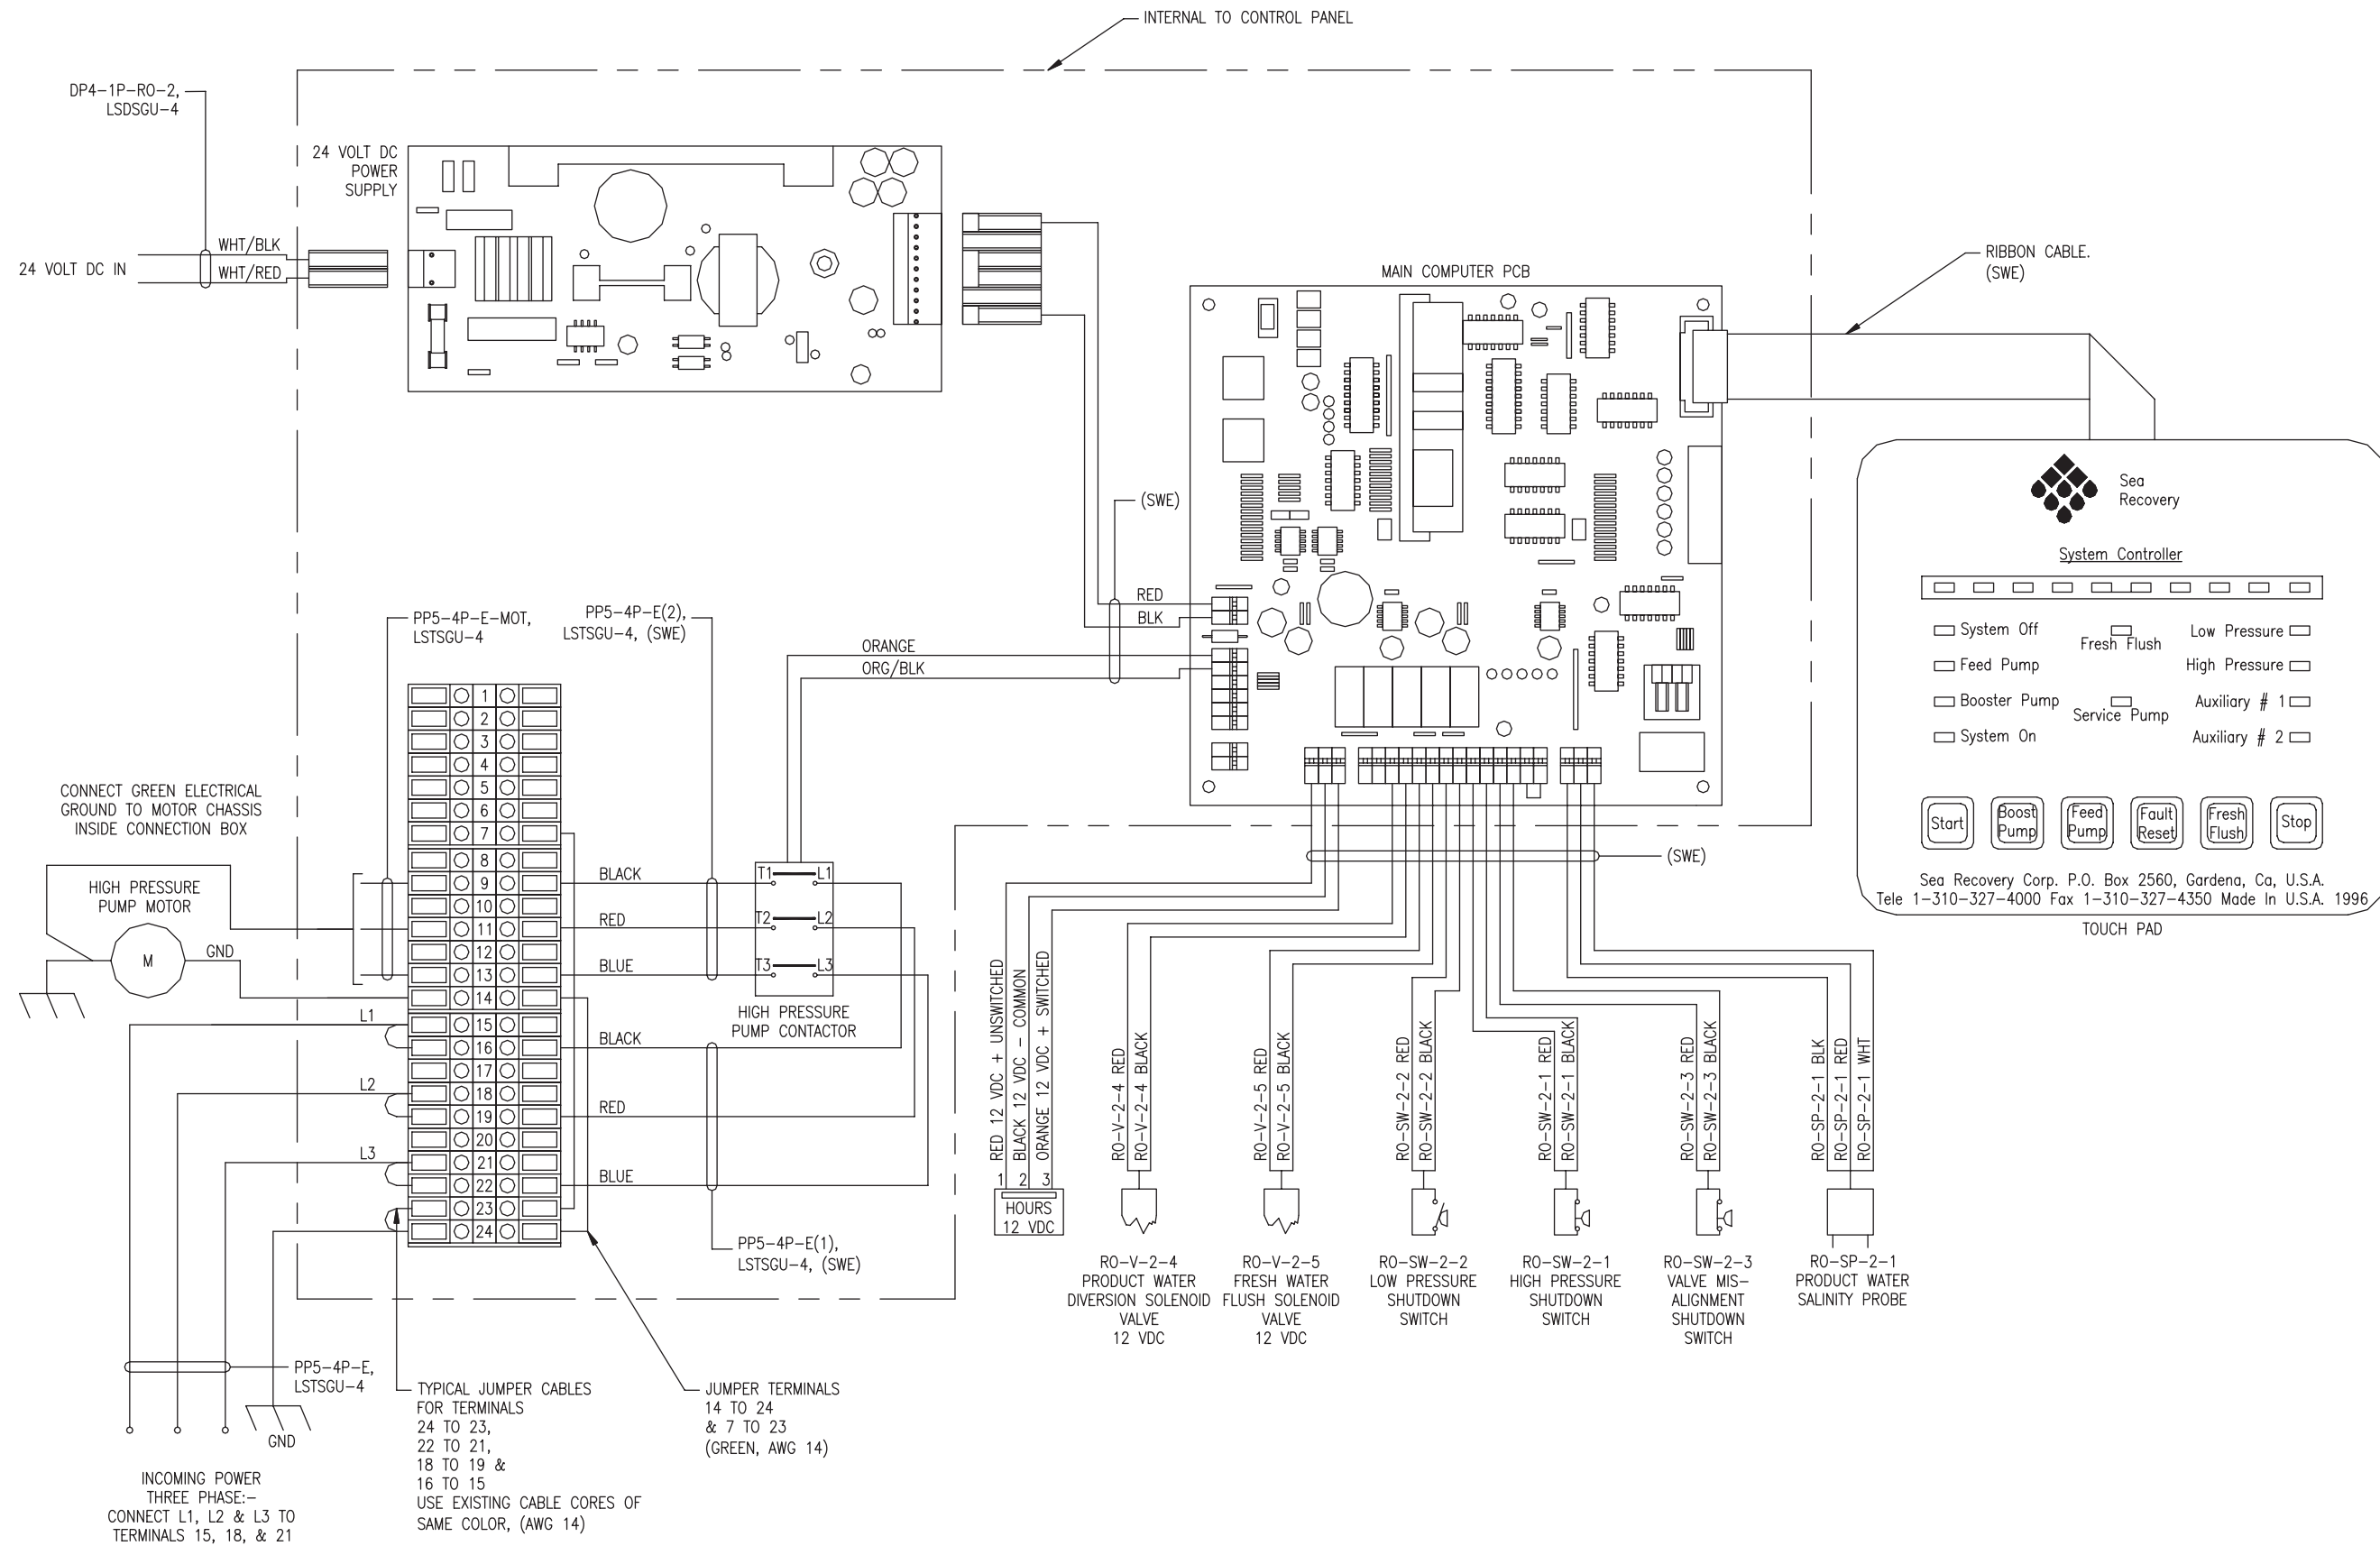 INTERNAL TO CONTROL PANEL
DP4-1P-RO-2,
LSDSGU-4
24 VOLT DC
POWER
SUPPLY
WHT/BLK
24 VOLT DC IN
WHT/RED
MAIN COMPUTER PCB
RIBBON CABLE.
(SWE)
(SWE)
RED
BLK
ORANGE
ORG/BLK
PP5-4P-E-MOT,
LSTSGU-4
PP5-4P-E(2),
LSTSGU-4, (SWE)
1
2
3
4
5
6
7
8
9
10
11
12
13
14
15
16
17
18
19
20
21
22
23
24
CONNECT GREEN ELECTRICAL
GROUND TO MOTOR CHASSIS
INSIDE CONNECTION BOX
HIGH PRESSURE
PUMP MOTOR
M
GND
BLACK
RED
BLUE
T1 L1
T2 L2
T3 L3
HIGH PRESSURE
PUMP CONTACTOR
L1
L2
L3
BLACK
RED
BLUE
PP5-4P-E(1),
LSTSGU-4, (SWE)
PP5-4P-E,
LSTSGU-4
GND
INCOMING POWER
THREE PHASE:-
CONNECT L1, L2 & L3 TO
TERMINALS 15, 18, & 21
TYPICAL JUMPER CABLES
FOR TERMINALS
24 TO 23,
22 TO 21,
18 TO 19 &
16 TO 15
USE EXISTING CABLE CORES OF
SAME COLOR, (AWG 14)
JUMPER TERMINALS
14 TO 24
& 7 TO 23
(GREEN, AWG 14)
(SWE)
RED 12 VDC + UNSWITCHED
BLACK 12 VDC - COMMON
ORANGE 12 VDC + SWITCHED
1 2 3
HOURS
12 VDC
RO-V-2-4 RED
RO-V-2-4 BLACK
RO-V-2-5 RED
RO-V-2-5 BLACK
RO-SW-2-2 RED
RO-SW-2-2 BLACK
RO-SW-2-1 RED
RO-SW-2-1 BLACK
RO-SW-2-3 RED
RO-SW-2-3 BLACK
RO-SP-2-1 BLK
RO-SP-2-1 RED
RO-SP-2-1 WHT
RO-V-2-4
PRODUCT WATER
DIVERSION SOLENOID
VALVE
12 VDC
RO-V-2-5
FRESH WATER
FLUSH SOLENOID
VALVE
12 VDC
RO-SW-2-2
LOW PRESSURE
SHUTDOWN
SWITCH
RO-SW-2-1
HIGH PRESSURE
SHUTDOWN
SWITCH
RO-SW-2-3
VALVE MIS-
ALIGNMENT
SHUTDOWN
SWITCH
RO-SP-2-1
PRODUCT WATER
SALINITY PROBE
Sea
Recovery
System Controller
System Off
Fresh Flush
Low Pressure
Feed Pump
High Pressure
Booster Pump
Service Pump
Auxiliary # 1
System On
Auxiliary # 2
Start
Boost
Pump
Feed
Pump
Fault
Reset
Fresh
Flush
Stop
Sea Recovery Corp. P.O. Box 2560, Gardena, Ca, U.S.A.
Tele 1-310-327-4000 Fax 1-310-327-4350 Made In U.S.A. 1996
TOUCH PAD